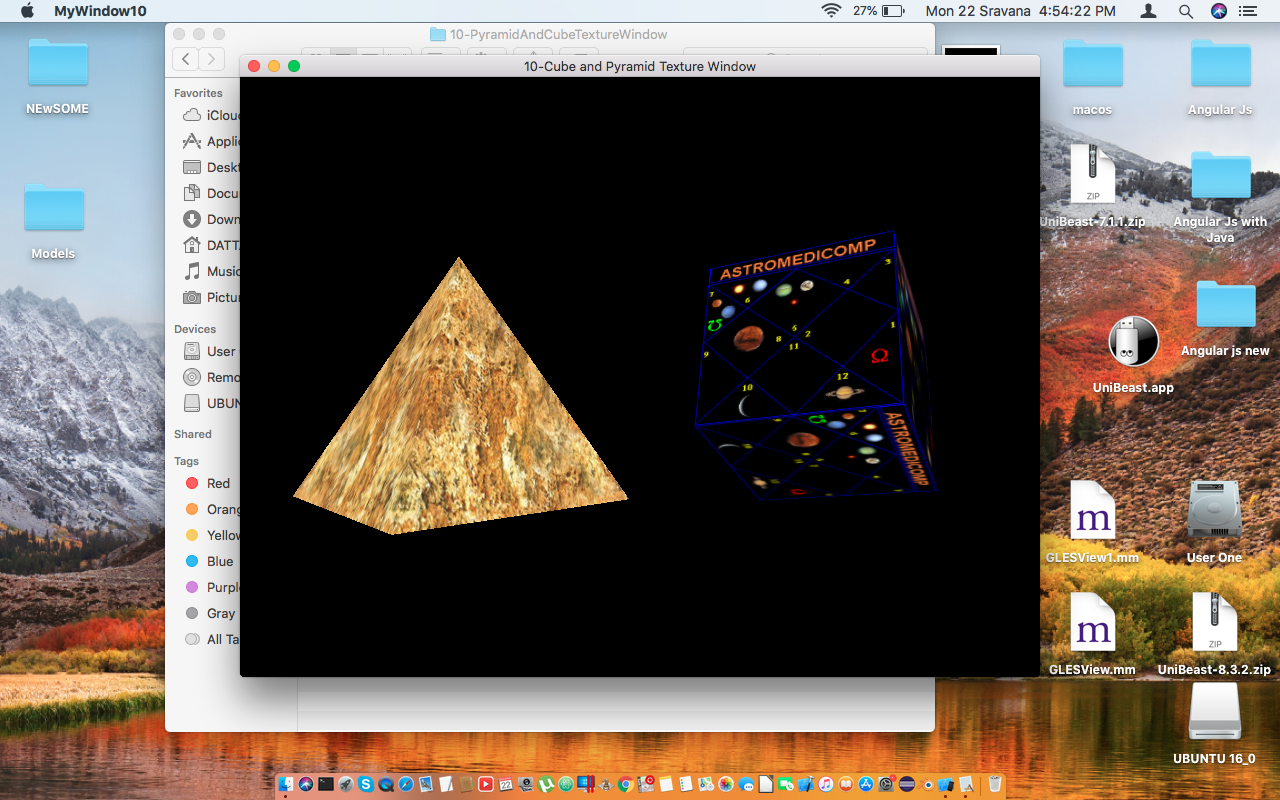 MyWindow10
27%
Mon 22 Sravana 4:54:22 PM
10-PyramidAndCubeTextureWindow
10-Cube and Pyramid Texture Window
Favorites
iClou
Applic
Deskt
Docu
Down
DATT
Music
Pictur
Devices
User
Remo
UBUN
Shared
Tags
Red
Orang
Yellow
Blue
Purple
Gray
All Ta
NEwSOME
Models
ASTROMEDICOMP
3
4
7
6
1
5
2
8
11
9
12
10
ASTROMEDICOMP
macos
Angular Js
ZIP
UniBeast-7.1.1.zip
Angular Js with
Java
UniBeast.app
Angular js new
m
GLESView1.mm
User One
m
GLESView.mm
ZIP
UniBeast-8.3.2.zip
UBUNTU 16_0
22